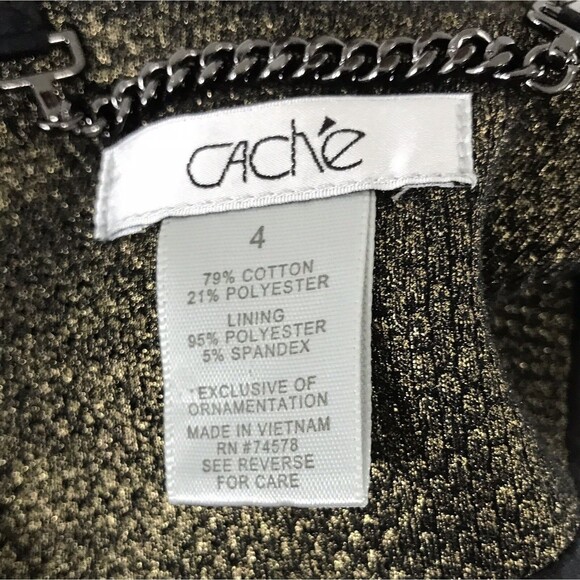 CAChé
4
79% COTTON
21% POLYESTER
LINING
95% POLYESTER
5% SPANDEX
EXCLUSIVE OF
ORNAMENTATION
MADE IN VIETNAM
RN #74578
SEE REVERSE
FOR CARE